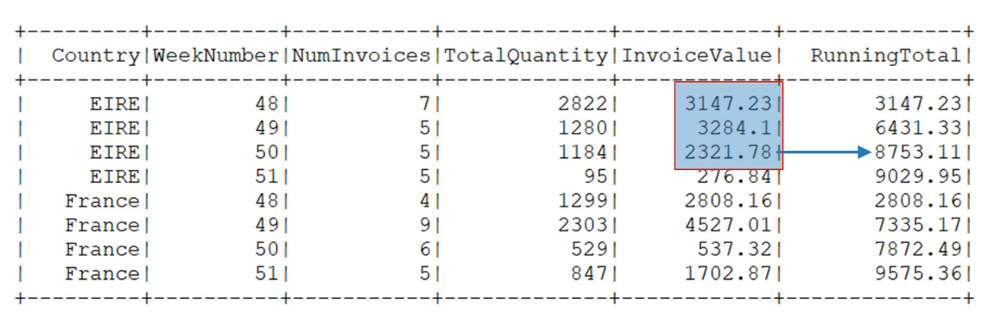 +---------+----------+-----------+-------------+------------+--------------+
|  Country|WeekNumber|NumInvoices|TotalQuantity|InvoiceValue|  RunningTotal|
+---------+----------+-----------+-------------+------------+--------------+
|     EIRE|        48|          7|         2822|     3147.23|       3147.23|
|     EIRE|        49|          5|         1280|      3284.1|       6431.33|
|     EIRE|        50|          5|         1184|     2321.78|       8753.11|
|     EIRE|        51|          5|           95|      276.84|       9029.95|
|   France|        48|          4|         1299|     2808.16|       2808.16|
|   France|        49|          9|         2303|     4527.01|       7335.17|
|   France|        50|          6|          529|      537.32|       7872.49|
|   France|        51|          5|          847|     1702.87|       9575.36|
+---------+----------+-----------+-------------+------------+--------------+